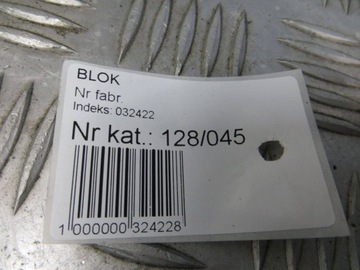 BLOK
Nr fabr.
Indeks: 032422
Nr kat.: 128/045
1 000000 324228